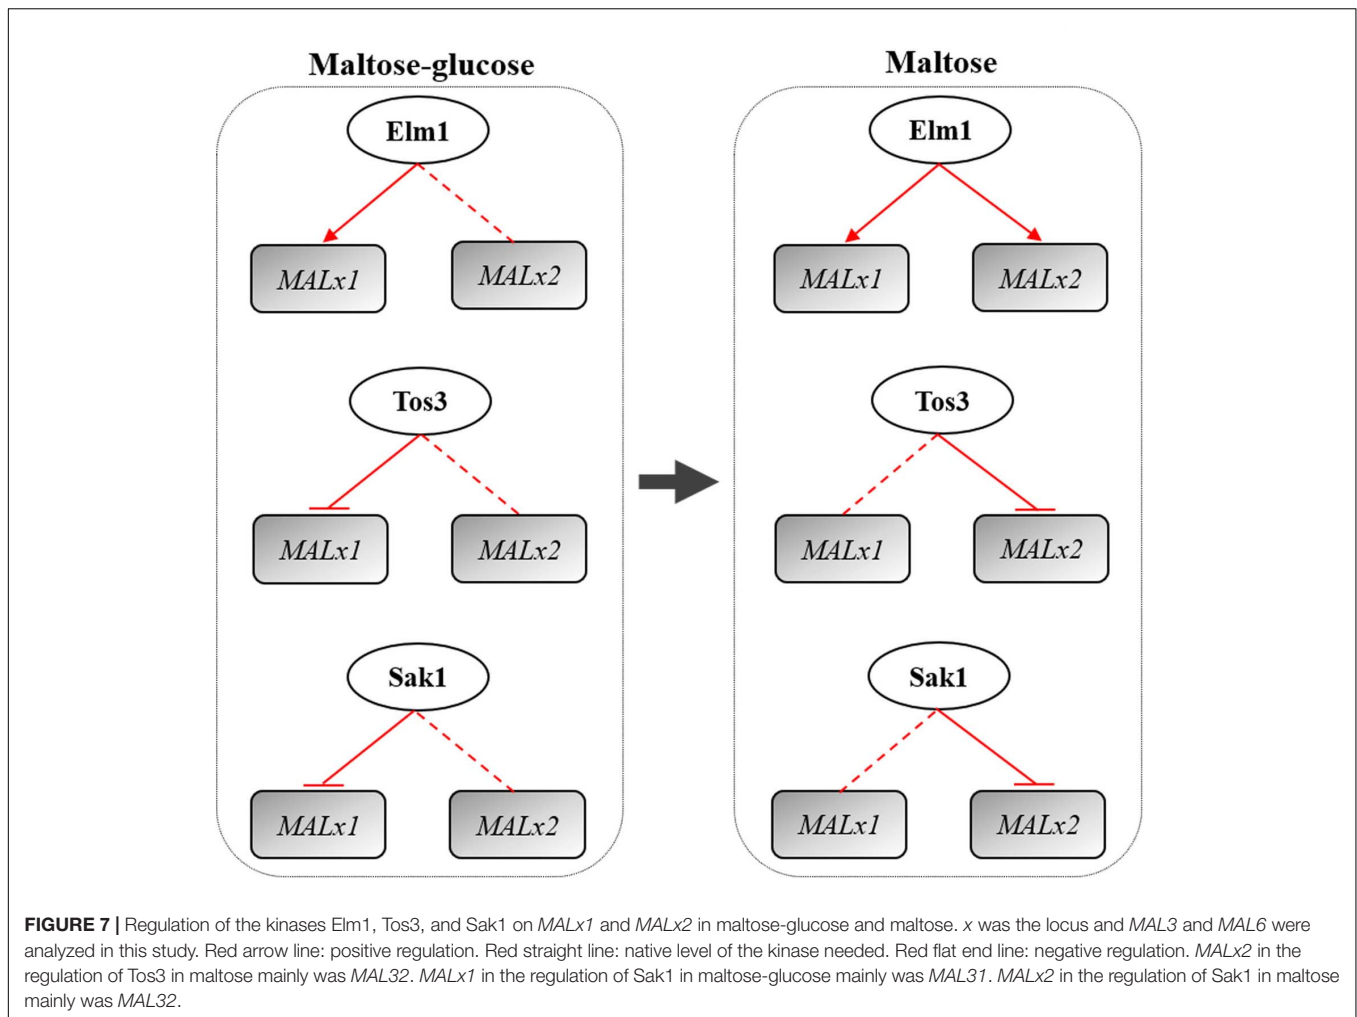 Maltose-glucose
Elm1
MALx1
MALx2
Tos3
MALx1
MALx2
Sak1
MALx1
MALx2
Maltose
Elm1
MALx1
MALx2
Tos3
MALx1
MALx2
Sak1
MALx1
MALx2
FIGURE 7 | Regulation of the kinases Elm1, Tos3, and Sak1 on MALx1 and MALx2 in maltose-glucose and maltose. x was the locus and MAL3 and MAL6 were
analyzed in this study. Red arrow line: positive regulation. Red straight line: native level of the kinase needed. Red flat end line: negative regulation. MALx2 in the
regulation of Tos3 in maltose mainly was MAL32. MALx1 in the regulation of Sak1 in maltose-glucose mainly was MAL31. MALx2 in the regulation of Sak1 in maltose
mainly was MAL32.